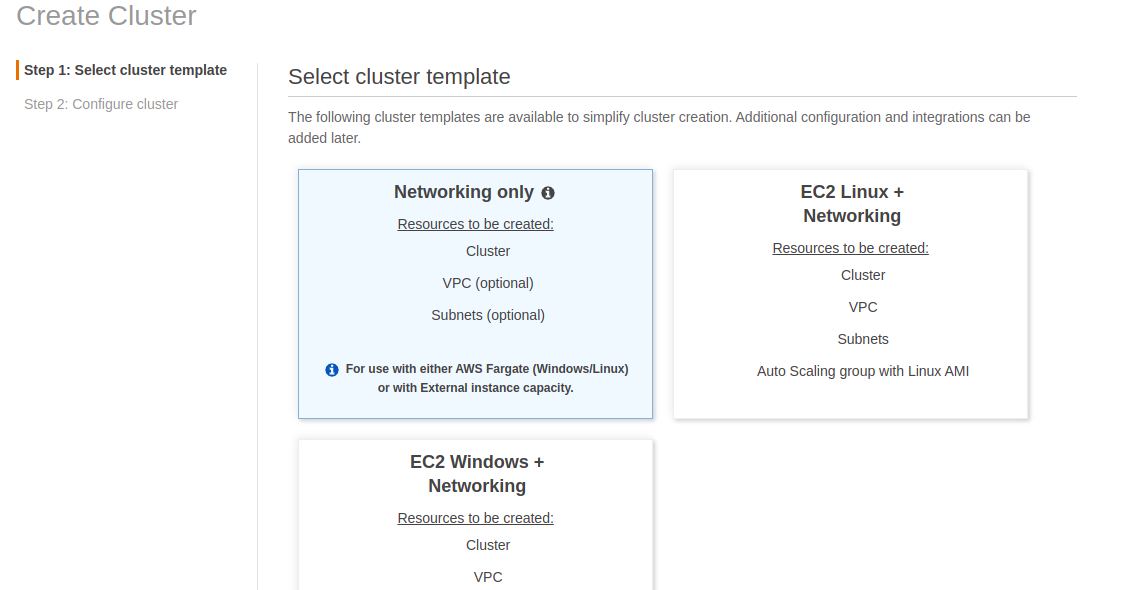 Create Cluster
Step 1: Select cluster template
Step 2: Configure cluster
Select cluster template
The following cluster templates are available to simplify cluster creation. Additional configuration and integrations can be
added later.
Networking only
Resources to be created:
Cluster
VPC (optional)
Subnets (optional)
For use with either AWS Fargate (Windows/Linux)
or with External instance capacity.
EC2 Linux +
Networking
Resources to be created:
Cluster
VPC
Subnets
Auto Scaling group with Linux AMI
EC2 Windows +
Networking
Resources to be created:
Cluster
VPC